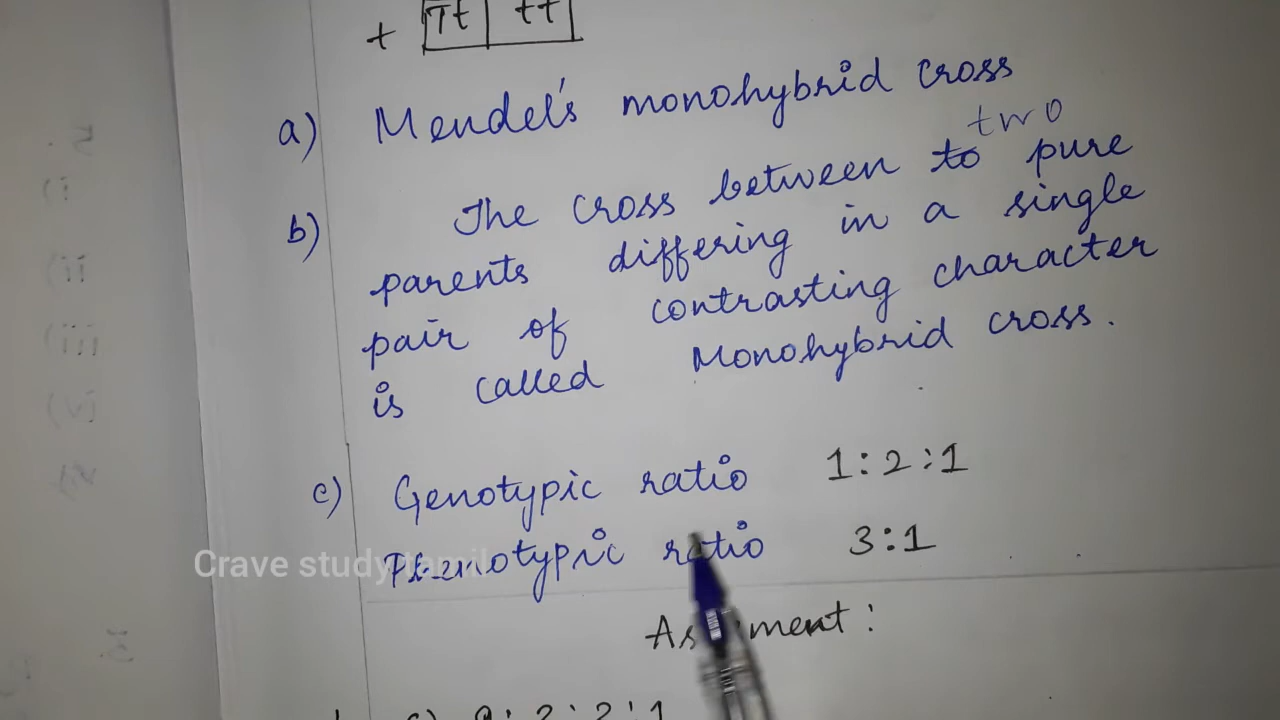 t Tt tt
a) Mendel's monohybrid cross
two
b) The cross between to pure
parents differing in a single
pair of contrasting character
is called Monohybrid cross.
c) Genotypic ratio 1:2:1
Phenotypic ratio 3:1
Crave study tamil
: